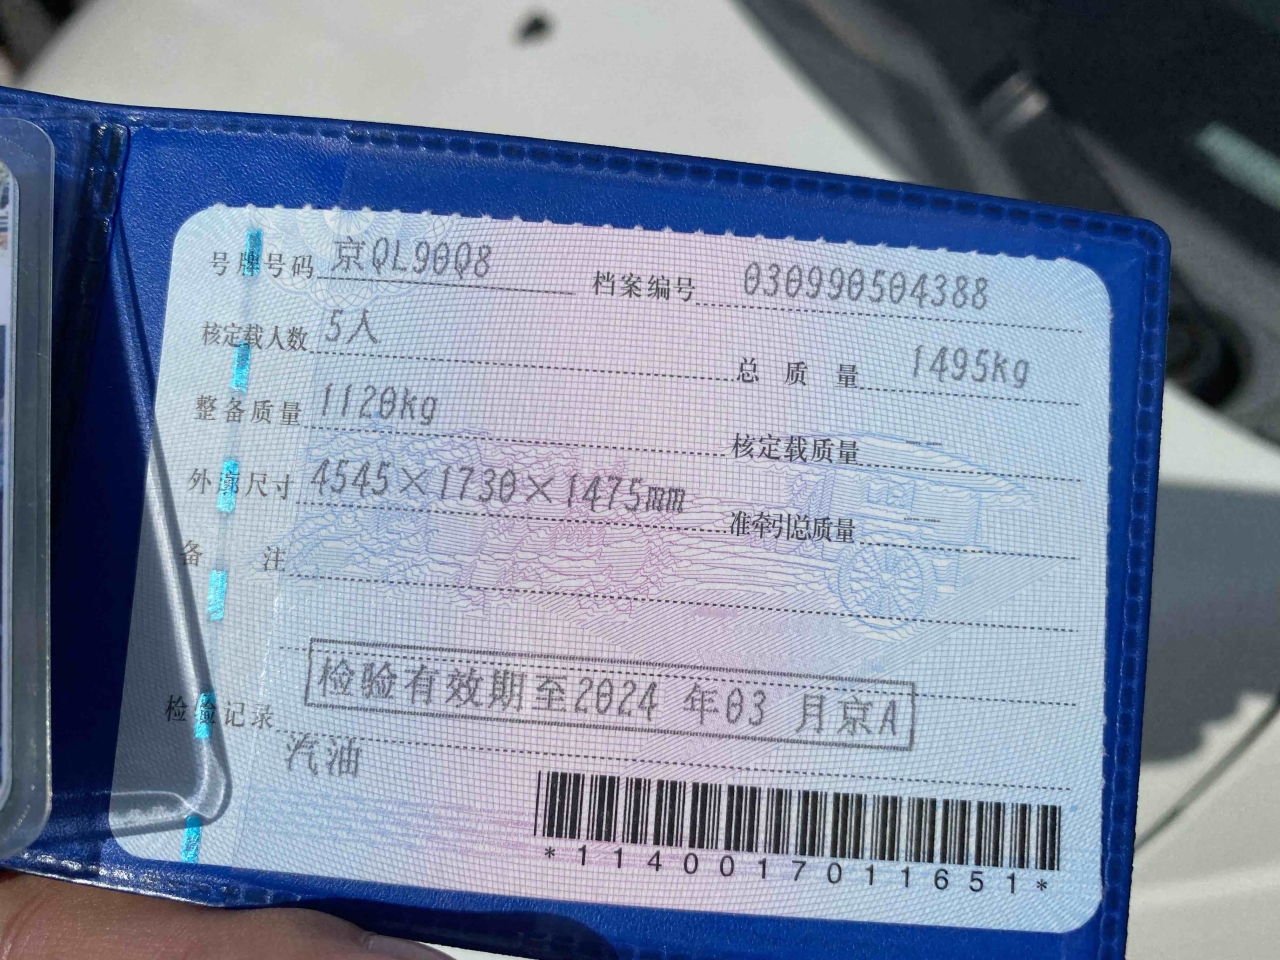 号牌号码 京QL90Q8 档案编号 030990504388
核定载人数 5人 总质量 1495kg
整备质量 1120kg 核定载质量 --
外廓尺寸 4545×1730×1475mm 准牵引总质量 --
备注
检验有效期至2024 年03 月京A
检验记录
汽油
*1140017011651*